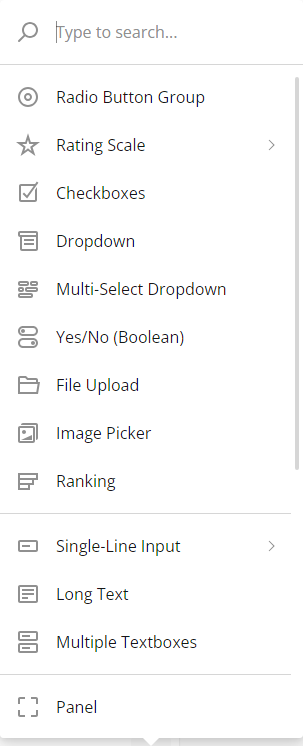 Type to search...
Radio Button Group
Rating Scale
Checkboxes
Dropdown
Multi-Select Dropdown
Yes/No (Boolean)
File Upload
Image Picker
Ranking
Single-Line Input
Long Text
Multiple Textboxes
Panel